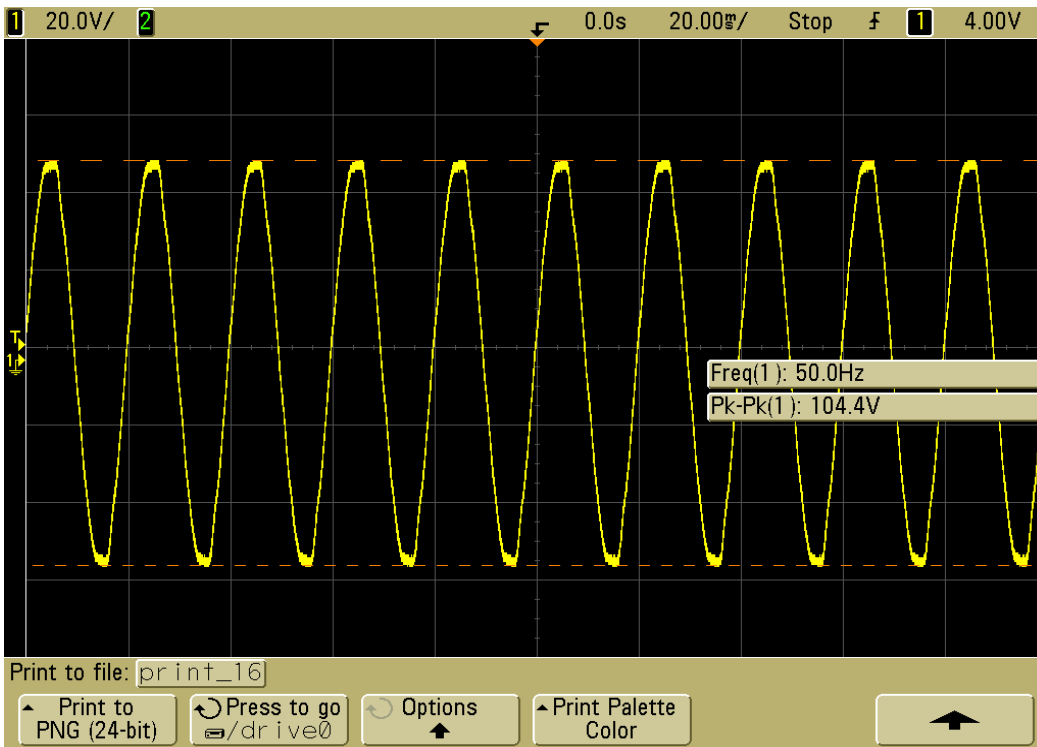 1 20.0V/ 2 0.0s 20.00ms/ Stop 1 4.00V
T
1
Freq(1): 50.0Hz
Pk-Pk(1): 104.4V
Print to file: print_16
Print to PNG (24-bit)
Press to go /drive0
Options
Print Palette Color